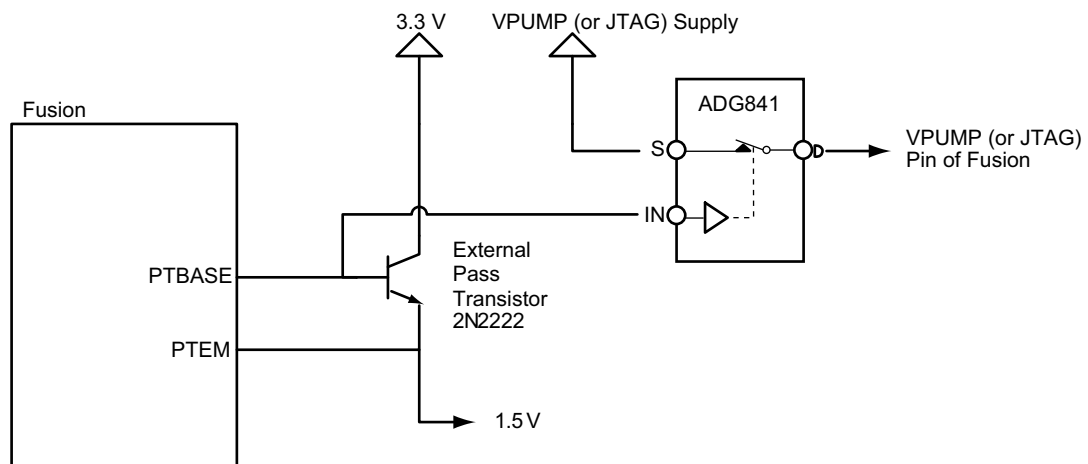 3.3 V
VPUMP (or JTAG) Supply
Fusion
ADG841
S
D
VPUMP (or JTAG)
Pin of Fusion
IN
External
Pass
Transistor
2N2222
PTBASE
PTEM
1.5 V